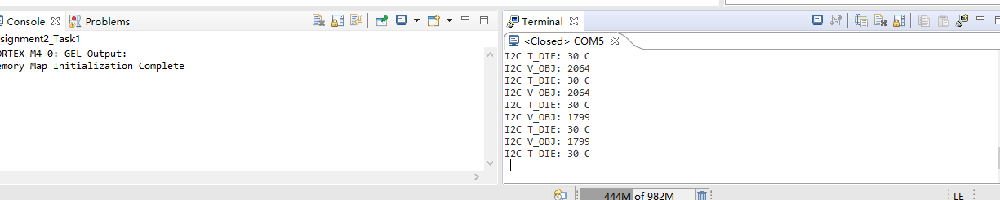 Console
Problems
Terminal
signment2_Task1
<Closed> COM5
ORTEX_M4_0: GEL Output:
emory Map Initialization Complete
I2C T_DIE: 30 C
I2C V_OBJ: 2064
I2C T_DIE: 30 C
I2C V_OBJ: 2064
I2C T_DIE: 30 C
I2C V_OBJ: 1799
I2C T_DIE: 30 C
I2C V_OBJ: 1799
I2C T_DIE: 30 C
444M of 982M
LE